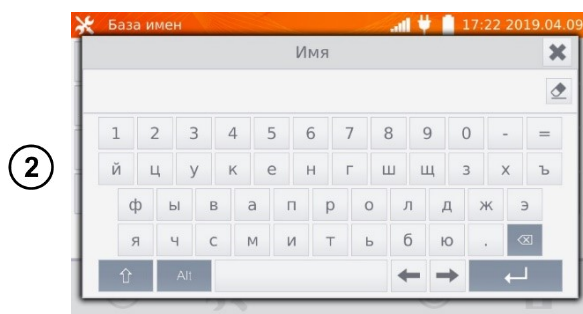 База имен 17:22 2019.04.09
Имя
2
1 2 3 4 5 6 7 8 9 0 - =
й ц у к е н г ш щ з х ъ
ф ы в а п р о л д ж э
я ч с м и т ь б ю .
Alt